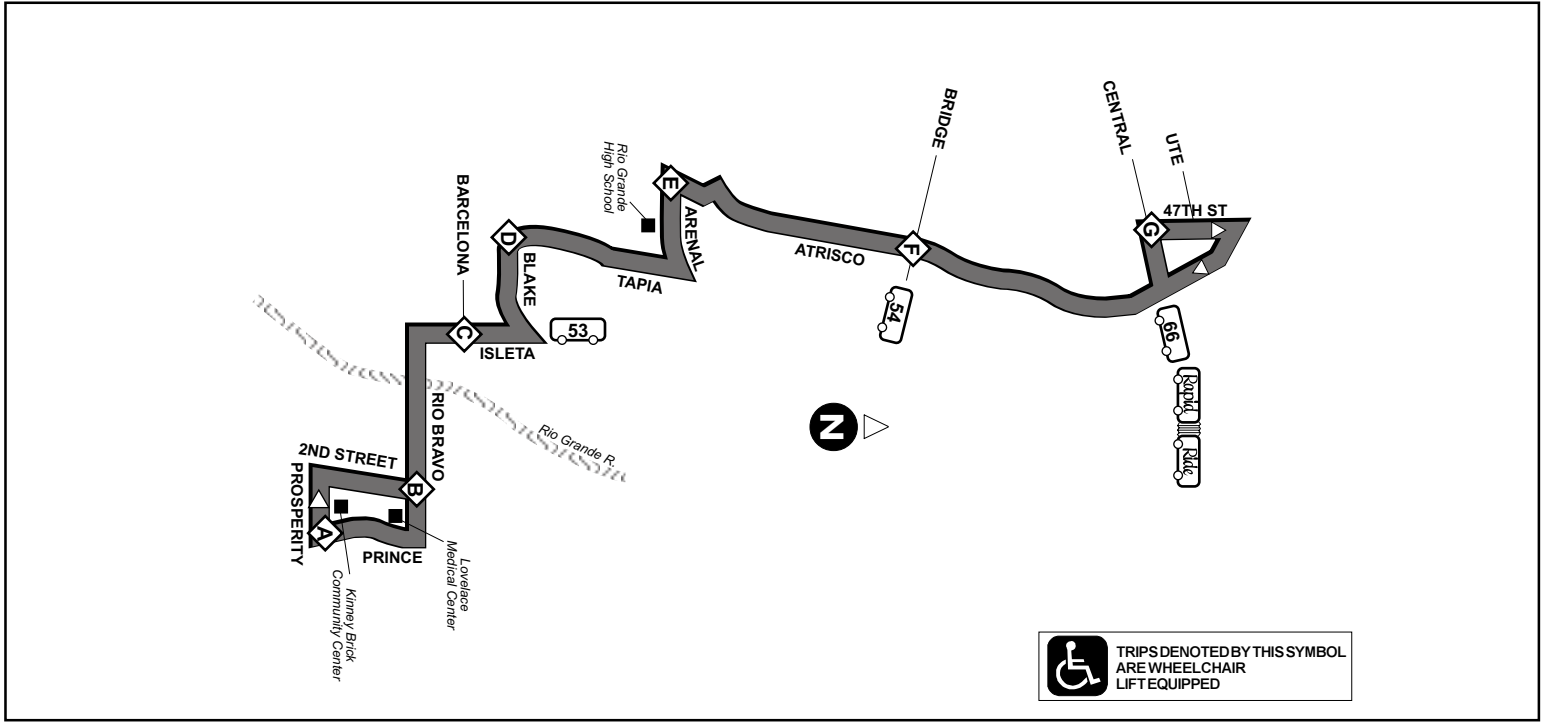 CENTRAL
BRIDGE
UTE
47TH ST
G
Rio Grande
High School
E
ARENAL
BARCELONA
D
BLAKE
TAPIA
ATRISCO
F
54
53
66
Rapid
Ride
C
ISLETA
RIO BRAVO
Rio Grande R.
N
2ND STREET
PROSPERITY
B
A
PRINCE
Lovelace
Medical Center
Kinney Brick
Community Center
TRIPS DENOTED BY THIS SYMBOL
ARE WHEELCHAIR
LIFT EQUIPPED